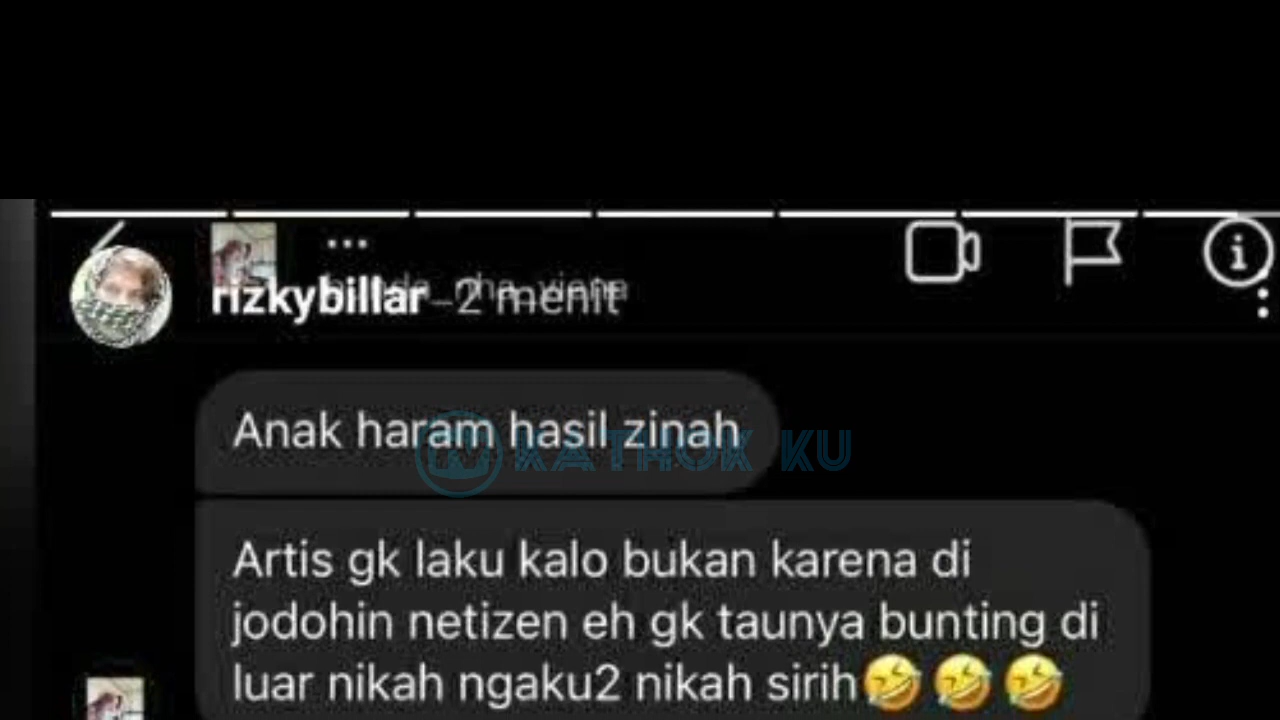 rizkybillar 2 menit
Anak haram hasil zinah
KATHOK KU
Artis gk laku kalo bukan karena di
jodohin netizen eh gk taunya bunting di
luar nikah ngaku2 nikah sirih🤣🤣🤣